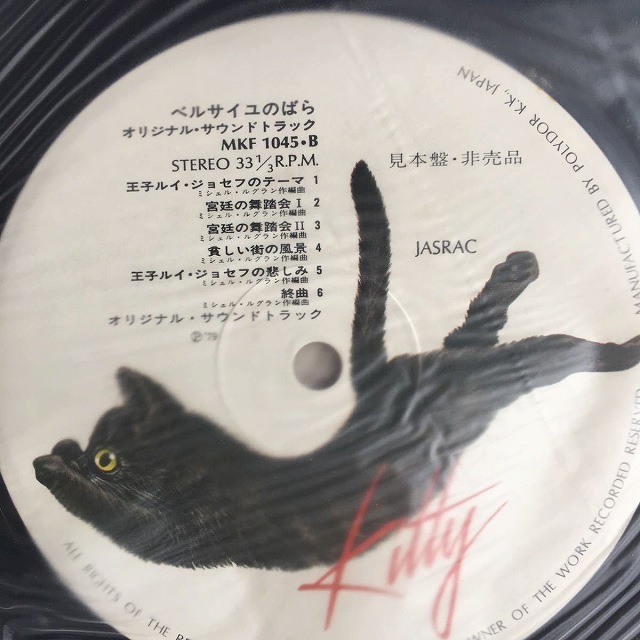 ベルサイユのばら
オリジナル・サウンドトラック
MKF 1045・B
STEREO 33 1/3 R.P.M.
見本盤・非売品
王子ルイ・ジョセフのテーマ 1
ミシェル・ルグラン作編曲
宮廷の舞踏会 I 2
ミシェル・ルグラン作編曲
宮廷の舞踏会 II 3
ミシェル・ルグラン作編曲
貧しい街の風景 4
ミシェル・ルグラン作編曲
王子ルイ・ジョセフの悲しみ 5
ミシェル・ルグラン作編曲
終曲 6
ミシェル・ルグラン作編曲
オリジナル・サウンドトラック
Ⓟ '79
JASRAC
Kitty
MANUFACTURED BY POLYDOR K.K., JAPAN
ALL RIGHTS OF THE
OWNER OF THE WORK RECORDED RESERVED